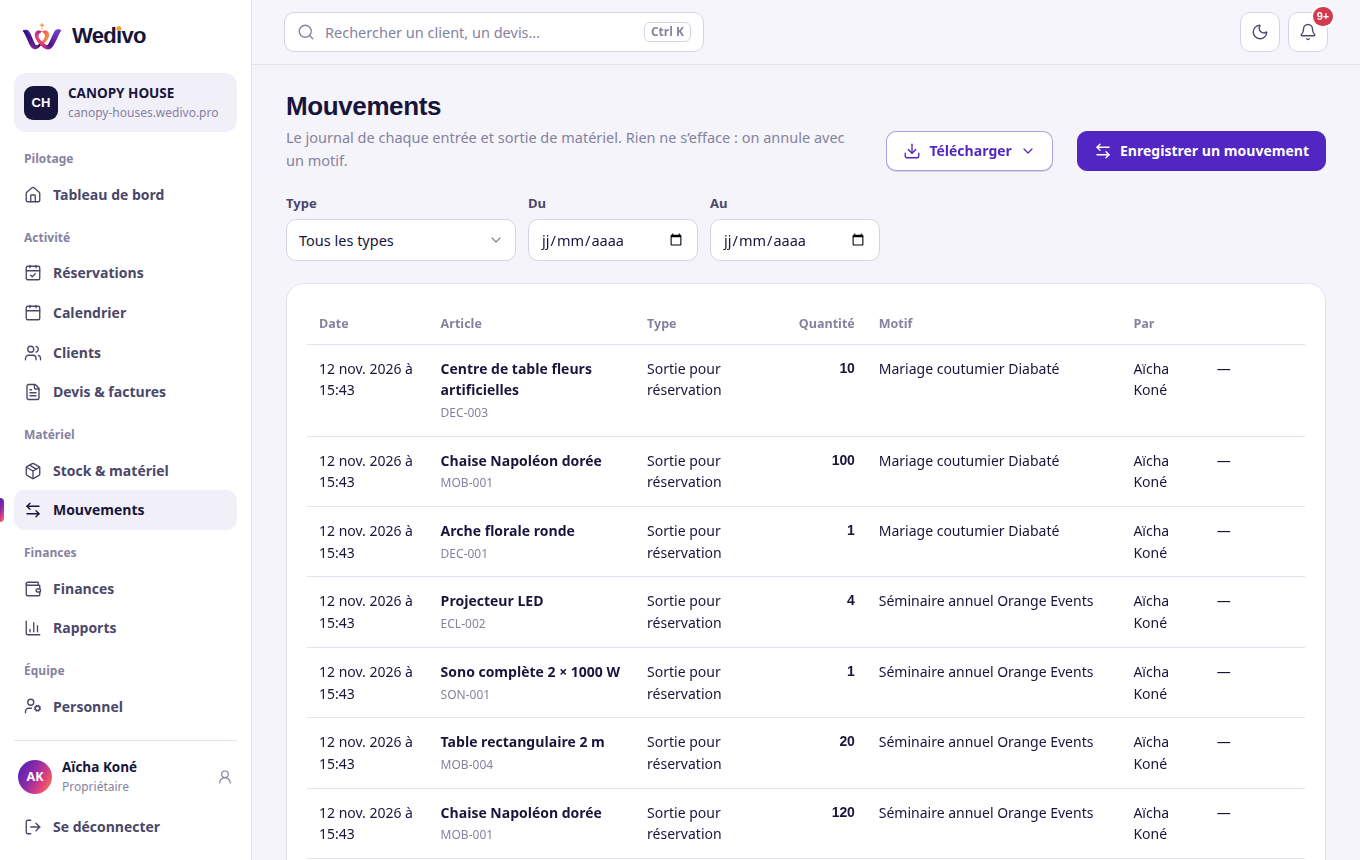 Wedivo
CH
CANOPY HOUSE
canopy-houses.wedivo.pro
Pilotage
Tableau de bord
Activité
Réservations
Calendrier
Clients
Devis & factures
Matériel
Stock & matériel
Mouvements
Finances
Finances
Rapports
Équipe
Personnel
AK
Aïcha Koné
Propriétaire
Se déconnecter
Rechercher un client, un devis…
Ctrl K
9+
Mouvements
Le journal de chaque entrée et sortie de matériel. Rien ne s’efface : on annule avec
un motif.
Télécharger
Enregistrer un mouvement
Type
Du
Au
Tous les types
jj/mm/aaaa
jj/mm/aaaa
Date Article Type Quantité Motif Par
12 nov. 2026 à Centre de table fleurs Sortie pour 10 Mariage coutumier Diabaté Aïcha —
15:43 artificielles réservation Koné
DEC-003
12 nov. 2026 à Chaise Napoléon dorée Sortie pour 100 Mariage coutumier Diabaté Aïcha —
15:43 MOB-001 réservation Koné
12 nov. 2026 à Arche florale ronde Sortie pour 1 Mariage coutumier Diabaté Aïcha —
15:43 DEC-001 réservation Koné
12 nov. 2026 à Projecteur LED Sortie pour 4 Séminaire annuel Orange Events Aïcha —
15:43 ECL-002 réservation Koné
12 nov. 2026 à Sono complète 2 × 1000 W Sortie pour 1 Séminaire annuel Orange Events Aïcha —
15:43 SON-001 réservation Koné
12 nov. 2026 à Table rectangulaire 2 m Sortie pour 20 Séminaire annuel Orange Events Aïcha —
15:43 MOB-004 réservation Koné
12 nov. 2026 à Chaise Napoléon dorée Sortie pour 120 Séminaire annuel Orange Events Aïcha —
15:43 MOB-001 réservation Koné